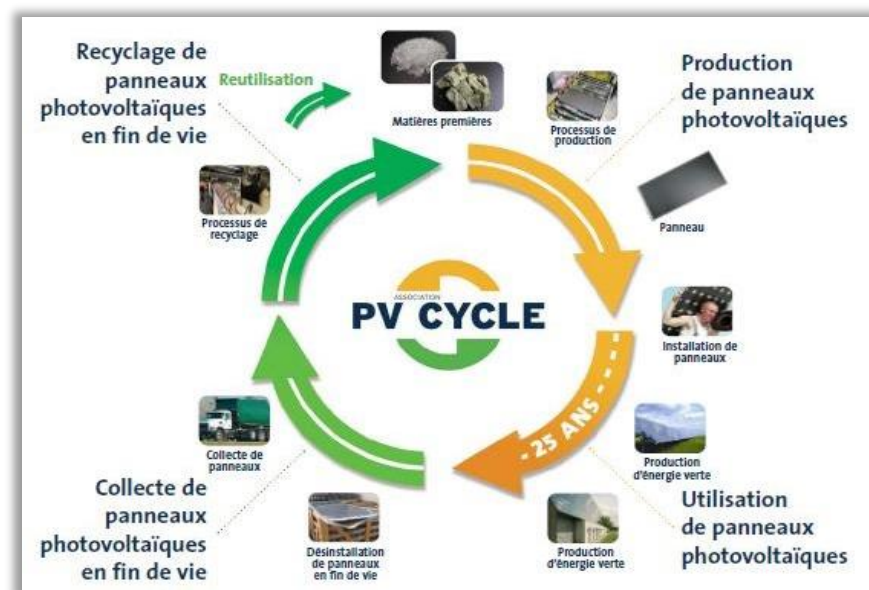 Recyclage de
panneaux
photovoltaïques
en fin de vie
Reutilisation
Matières premières
Processus de
production
Production
de panneaux
photovoltaïques
Panneau
Processus de
recyclage
ASSOCIATION
PV CYCLE
Installation de
panneaux
25 ANS
Collecte de
panneaux
Production
d'énergie verte
Collecte de
panneaux
photovoltaïques
en fin de vie
Désinstallation
de panneaux
en fin de vie
Production
d'énergie verte
Utilisation
de panneaux
photovoltaïques